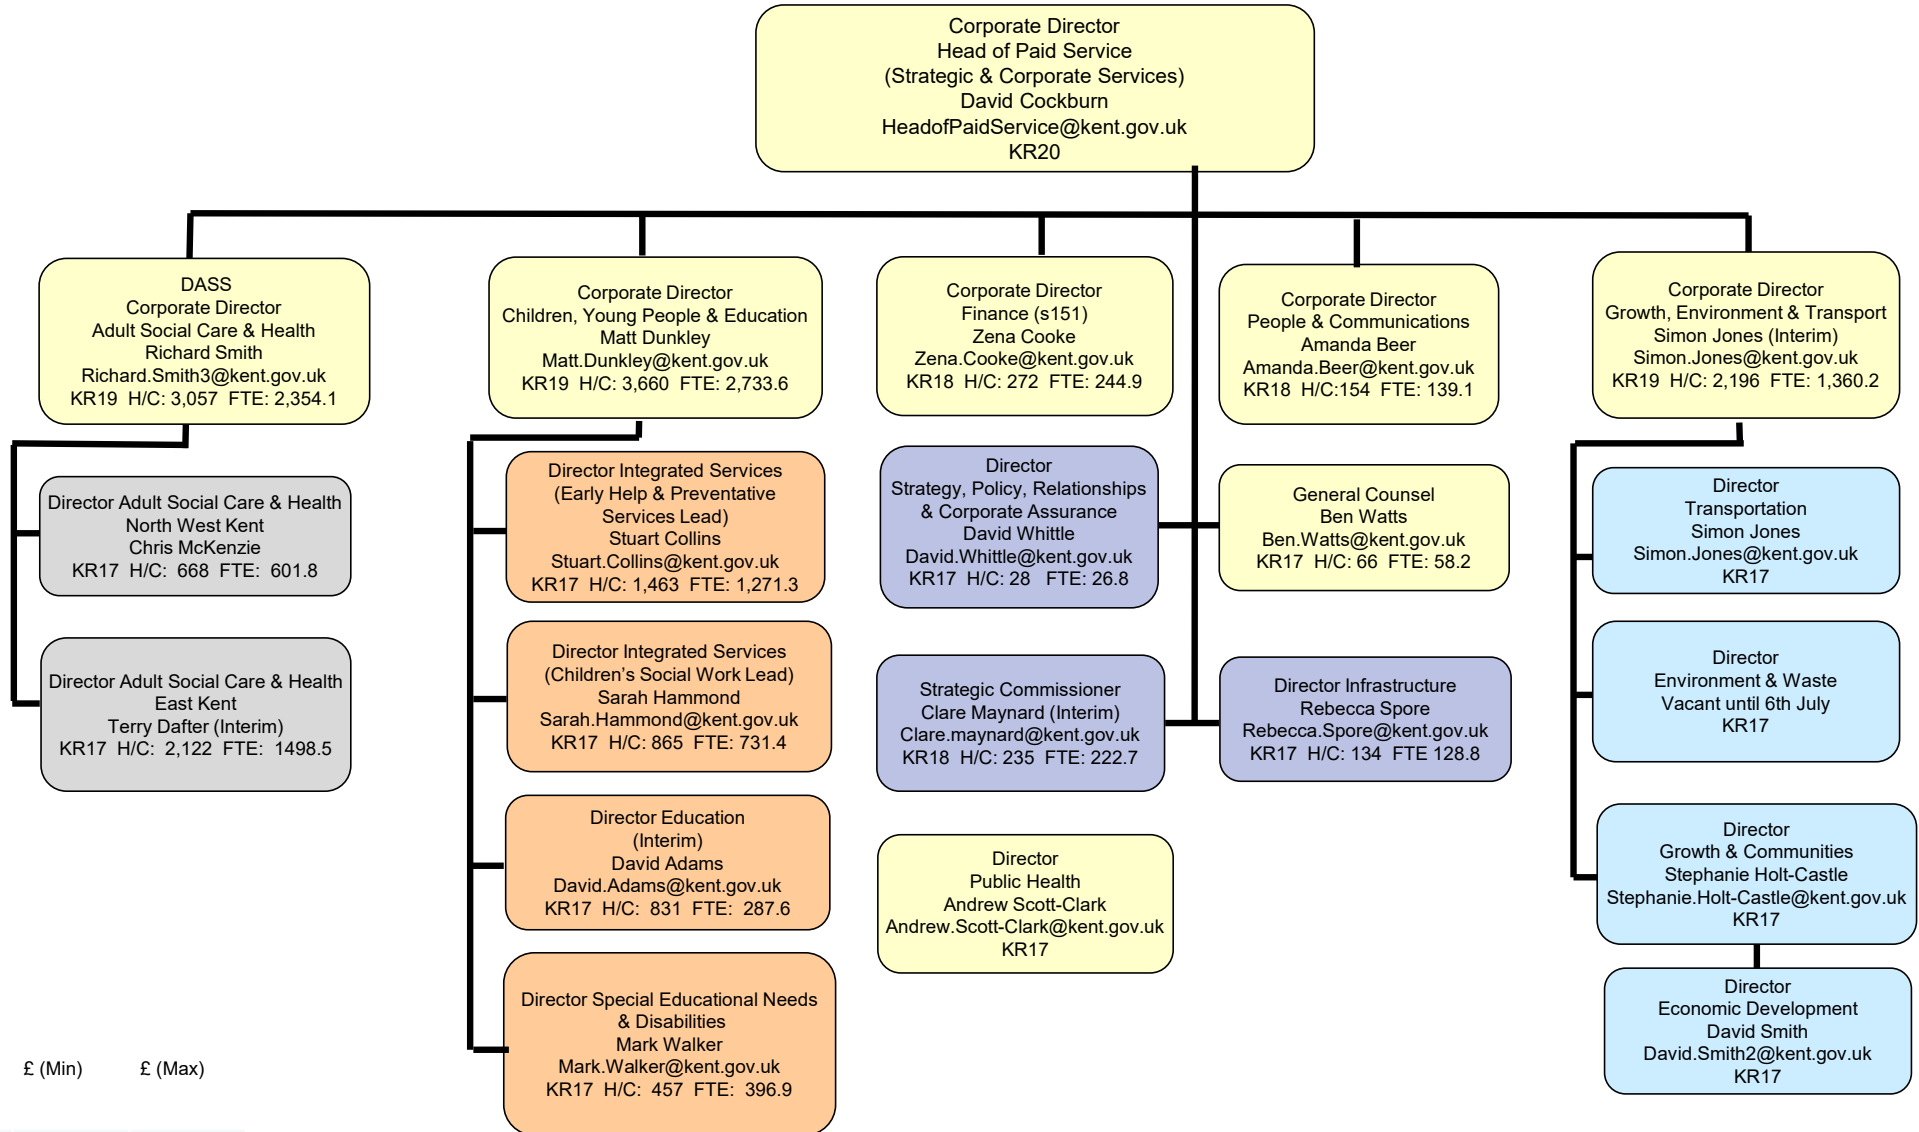 Corporate Director
Head of Paid Service
(Strategic & Corporate Services)
David Cockburn
HeadofPaidService@kent.gov.uk
KR20
DASS
Corporate Director
Adult Social Care & Health
Richard Smith
Richard.Smith3@kent.gov.uk
KR19 H/C: 3,057 FTE: 2,354.1
Corporate Director
Children, Young People & Education
Matt Dunkley
Matt.Dunkley@kent.gov.uk
KR19 H/C: 3,660 FTE: 2,733.6
Corporate Director
Finance (s151)
Zena Cooke
Zena.Cooke@kent.gov.uk
KR18 H/C: 272 FTE: 244.9
Corporate Director
People & Communications
Amanda Beer
Amanda.Beer@kent.gov.uk
KR18 H/C:154 FTE: 139.1
Corporate Director
Growth, Environment & Transport
Simon Jones (Interim)
Simon.Jones@kent.gov.uk
KR19 H/C: 2,196 FTE: 1,360.2
Director Adult Social Care & Health
North West Kent
Chris McKenzie
KR17 H/C: 668 FTE: 601.8
Director Adult Social Care & Health
East Kent
Terry Dafter (Interim)
KR17 H/C: 2,122 FTE: 1498.5
Director Integrated Services
(Early Help & Preventative
Services Lead)
Stuart Collins
Stuart.Collins@kent.gov.uk
KR17 H/C: 1,463 FTE: 1,271.3
Director Integrated Services
(Children’s Social Work Lead)
Sarah Hammond
Sarah.Hammond@kent.gov.uk
KR17 H/C: 865 FTE: 731.4
Director Education
(Interim)
David Adams
David.Adams@kent.gov.uk
KR17 H/C: 831 FTE: 287.6
Director Special Educational Needs
& Disabilities
Mark Walker
Mark.Walker@kent.gov.uk
KR17 H/C: 457 FTE: 396.9
Director
Strategy, Policy, Relationships
& Corporate Assurance
David Whittle
David.Whittle@kent.gov.uk
KR17 H/C: 28 FTE: 26.8
Strategic Commissioner
Clare Maynard (Interim)
Clare.maynard@kent.gov.uk
KR18 H/C: 235 FTE: 222.7
Director
Public Health
Andrew Scott-Clark
Andrew.Scott-Clark@kent.gov.uk
KR17
General Counsel
Ben Watts
Ben.Watts@kent.gov.uk
KR17 H/C: 66 FTE: 58.2
Director Infrastructure
Rebecca Spore
Rebecca.Spore@kent.gov.uk
KR17 H/C: 134 FTE 128.8
Director
Transportation
Simon Jones
Simon.Jones@kent.gov.uk
KR17
Director
Environment & Waste
Vacant until 6th July
KR17
Director
Growth & Communities
Stephanie Holt-Castle
Stephanie.Holt-Castle@kent.gov.uk
KR17
Director
Economic Development
David Smith
David.Smith2@kent.gov.uk
KR17
£ (Min) £ (Max)